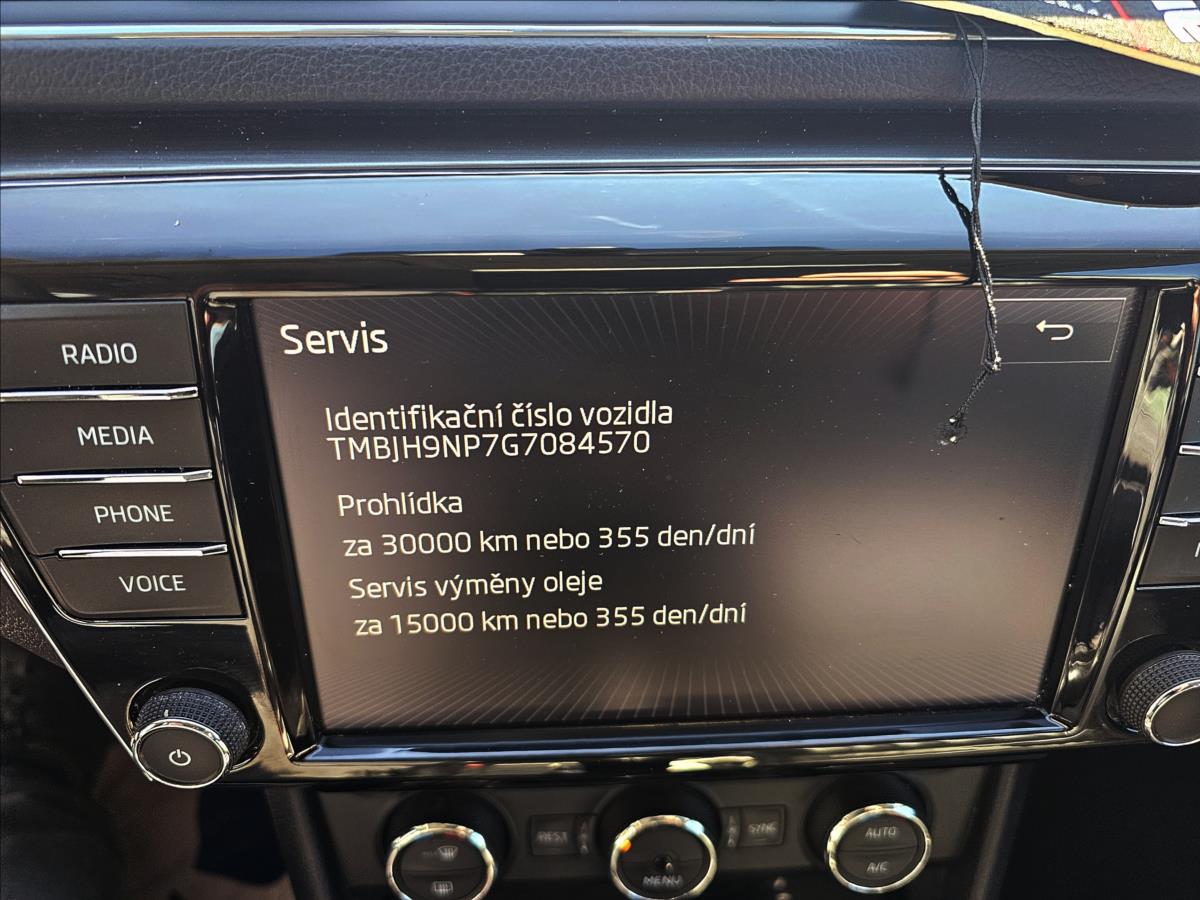 Servis
Identifikační číslo vozidla
TMBJH9NP7G7084570
Prohlídka
za 30000 km nebo 355 den/dní
Servis výměny oleje
za 15000 km nebo 355 den/dní
RADIO
MEDIA
PHONE
VOICE
REST
SYNC
AUTO
A/C
MENU